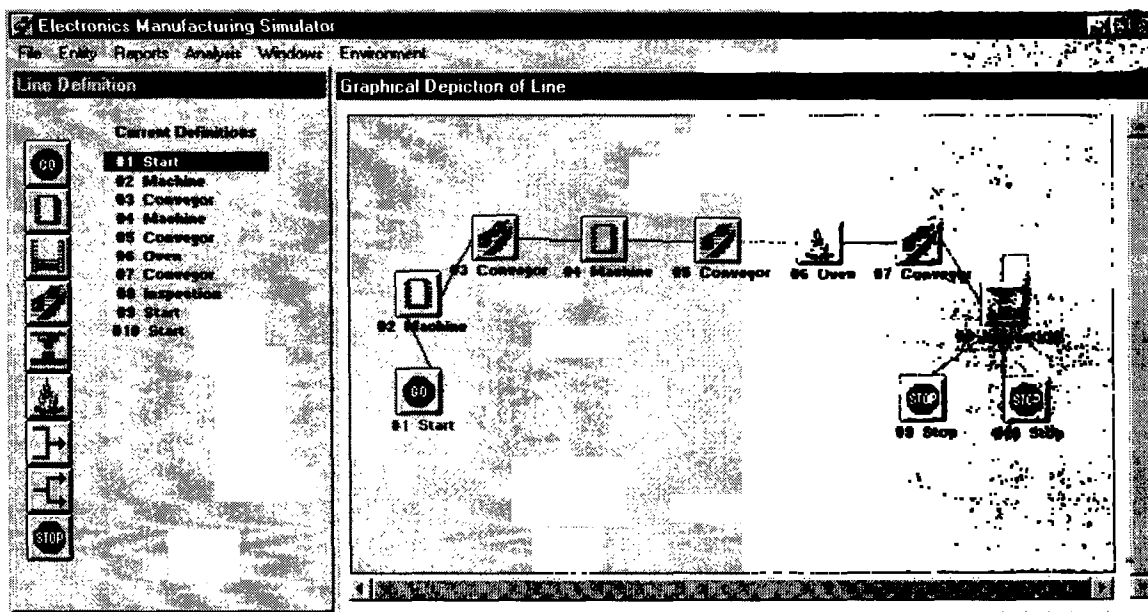 Electronics Manufacturing Simulator
File Entity Reports Analysis Windows Environment
Line Definition
Graphical Depiction of Line
Current Definitions
#1 Start
#2 Machine
#3 Conveyor
#4 Machine
#5 Conveyor
#6 Oven
#7 Conveyor
#8 Inspection
#9 Start
#10 Start
GO
STOP
#3 Conveyor
#4 Machine
#5 Conveyor
#6 Oven
#7 Conveyor
#2 Machine
GO
#1 Start
STOP
STOP
#9 Stop
#10 Stop